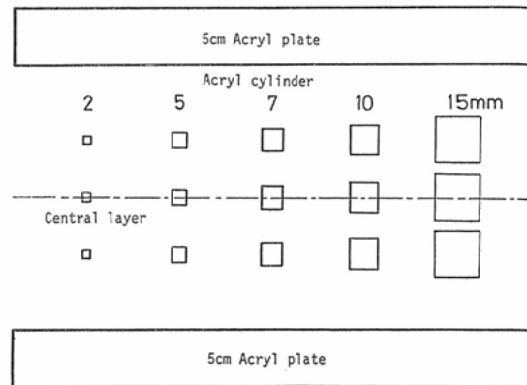 5cm Acryl plate
Acryl cylinder
2 5 7 10 15mm
Central layer
5cm Acryl plate